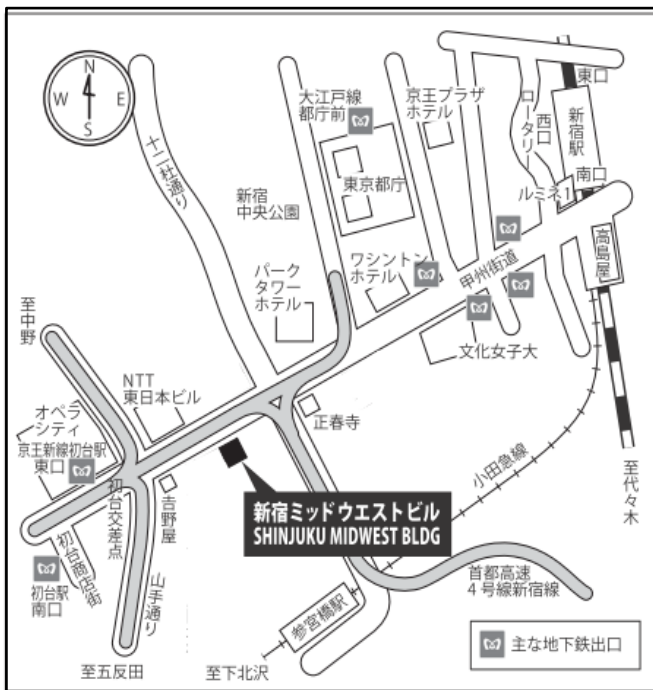 N
W
E
S
十二社通り
大江戸線
都庁前
京王プラザ
ホテル
東口
新宿駅
西口
ロータリー
南口
ルミネ1
東京都庁
新宿
中央公園
高島屋
ワシントン
ホテル
甲州街道
パーク
タワー
ホテル
文化女子大
至中野
NTT
東日本ビル
正春寺
オペラ
シティ
京王新線初台駅
東口
初台交差点
吉野屋
小田急線
至代々木
新宿ミッドウエストビル
SHINJUKU MIDWEST BLDG
初台商店街
初台駅
南口
山手通り
首都高速
4号線新宿線
参宮橋駅
至五反田
至下北沢
主な地下鉄出口